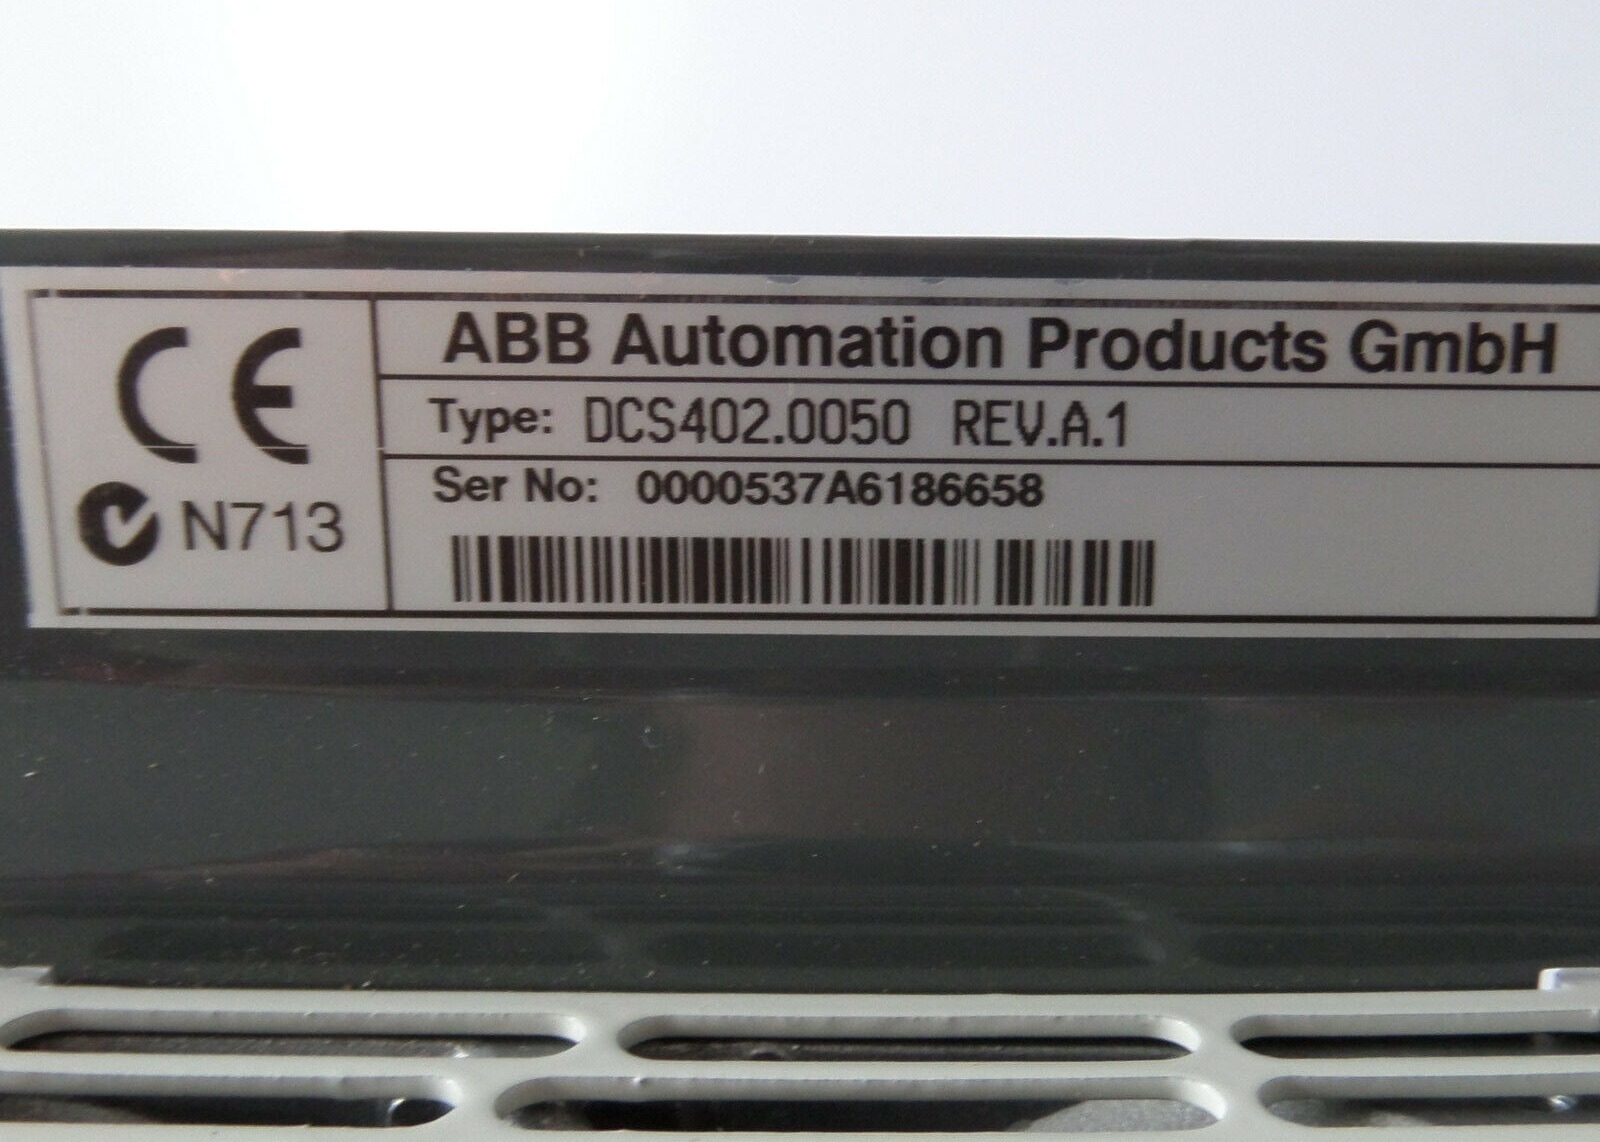 CE
N713
ABB Automation Products GmbH
Type: DCS402.0050 REV.A.1
Ser No: 0000537A6186658